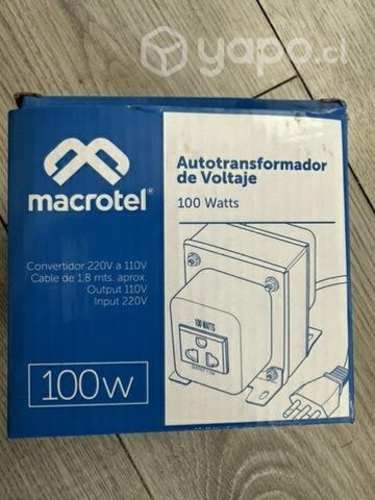 yapo.cl
macrotel
Autotransformador
de Voltaje
100 Watts
Convertidor 220V a 110V
Cable de 1.8 mts. aprox.
Output 110V
Input 220V
100 WATTS
100w